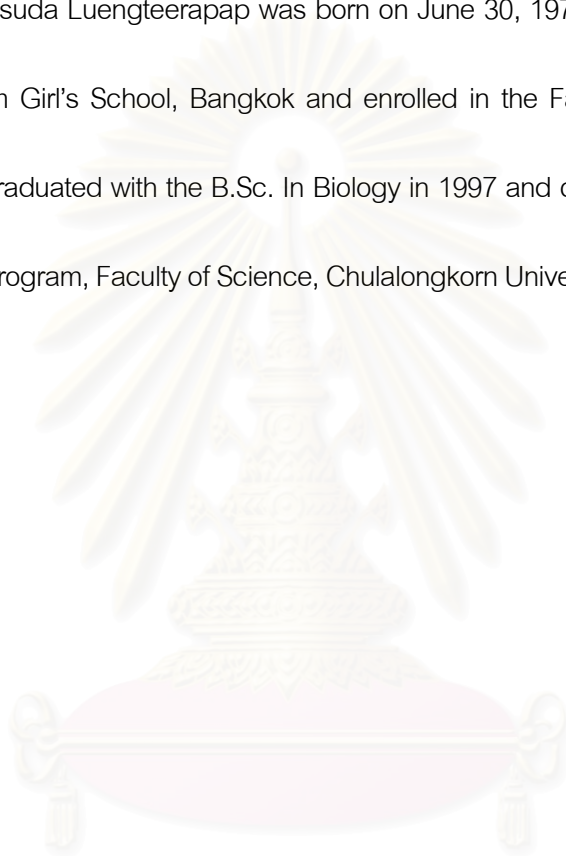 suda Luengteerapap was born on June 30, 197
Girl's School, Bangkok and enrolled in the
raduated with the B.Sc. In Biology in 1997 and
rogram, Faculty of Science, Chulalongkorn Unive